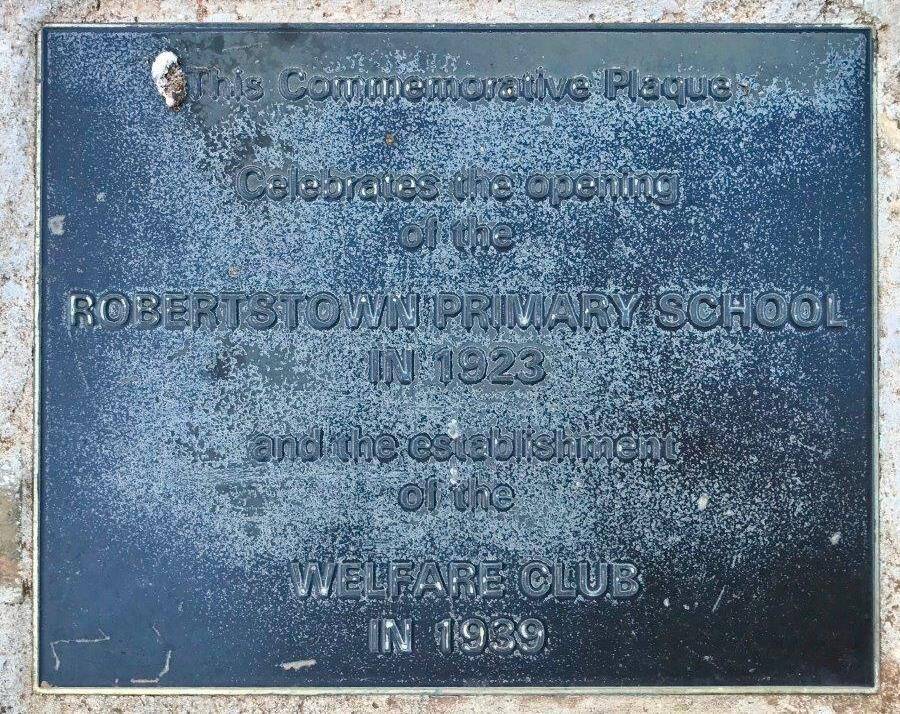 This Commemorative Plaque
Celebrates the opening
of the
ROBERTSTOWN PRIMARY SCHOOL
IN 1923
and the establishment
of the
WELFARE CLUB
IN 1939